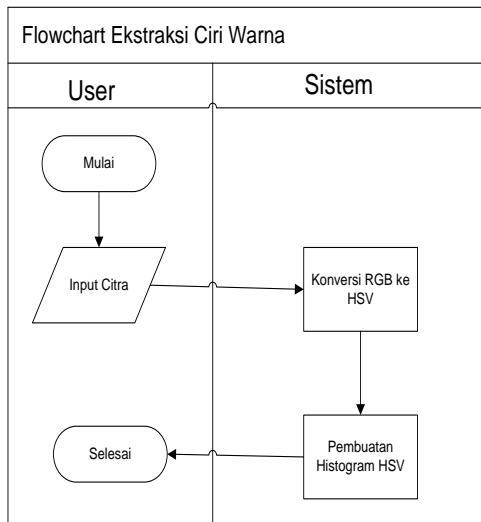 Flowchart Ekstraksi Ciri Warna
User
Sistem
Mulai
Input Citra
Konversi RGB ke
HSV
Selesai
Pembuatan
Histogram HSV